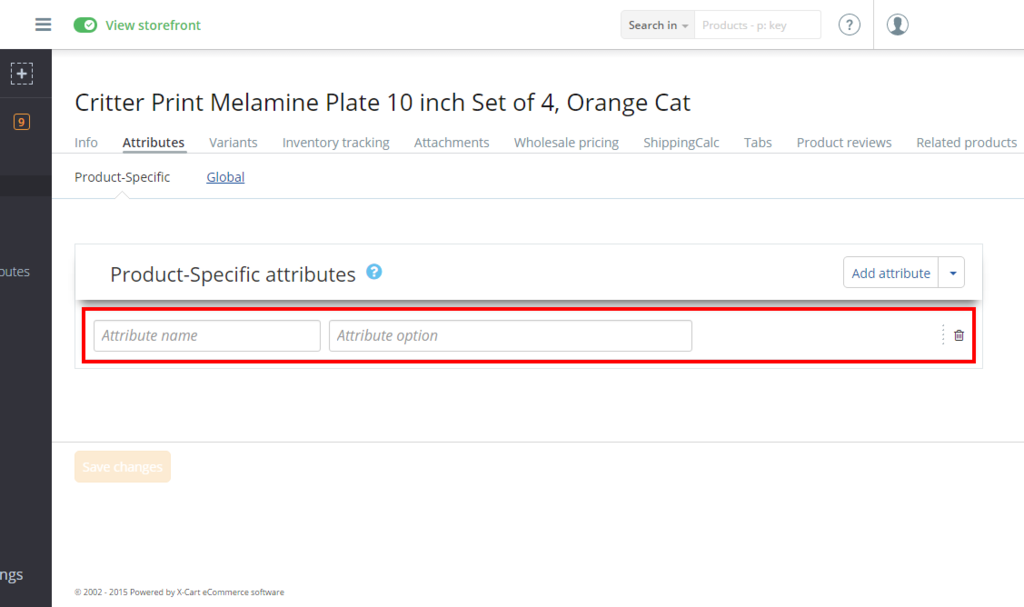 View storefront
Search in
Products - p: key
?
9
Critter Print Melamine Plate 10 inch Set of 4, Orange Cat
Info Attributes Variants Inventory tracking Attachments Wholesale pricing ShippingCalc Tabs Product reviews Related products
Product-Specific Global
butes
Product-Specific attributes ?
Add attribute
Attribute name Attribute option
Save changes
ngs
© 2002 - 2015 Powered by X-Cart eCommerce software